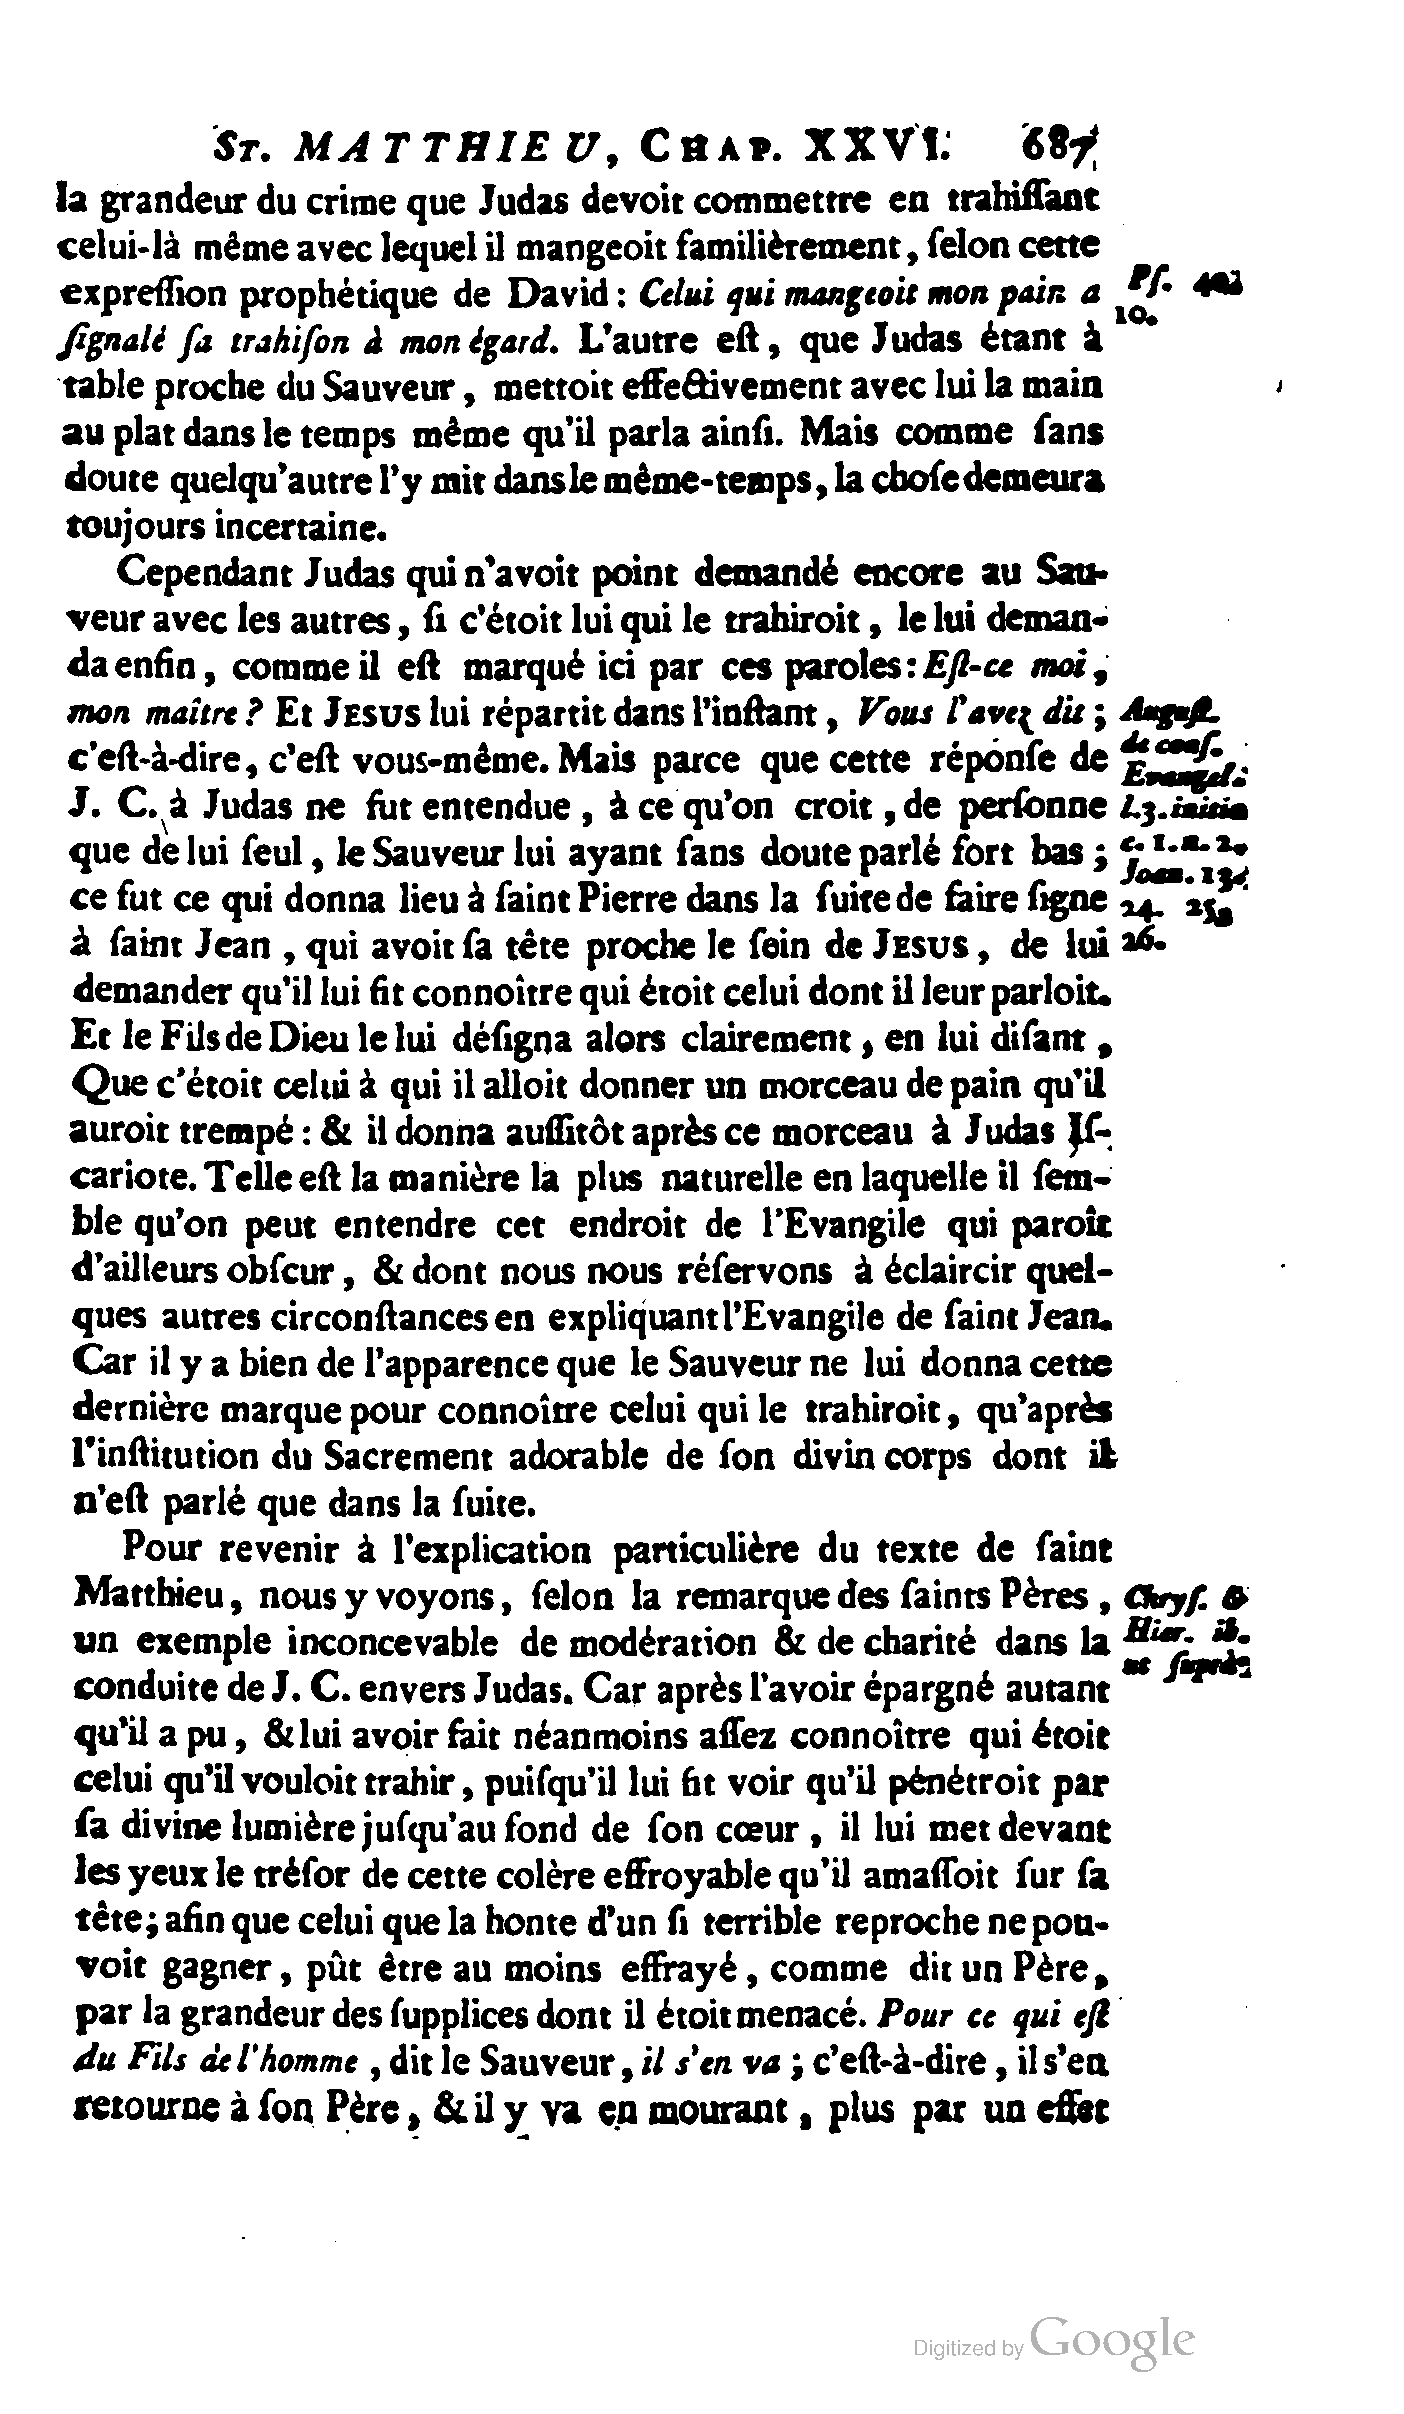 ST. MATTHIEU, CHAP. XXVI. 687
la grandeur du crime que Judas devoit commettre en trahiſſant
celui-là même avec lequel il mangeoit familièrement, ſelon cette
expreſſion prophétique de David : Celui qui mangeoit mon pain a
ſignalé ſa trahiſon à mon égard. L'autre eſt, que Judas étant à
table proche du Sauveur, mettoit effectivement avec lui la main
au plat dans le temps même qu'il parla ainſi. Mais comme ſans
doute quelqu'autre l'y mit dans le même-temps, la choſe demeura
toujours incertaine.
Cependant Judas qui n'avoit point demandé encore au Sau-
veur avec les autres, ſi c'étoit lui qui le trahiroit, le lui deman-
da enfin, comme il eſt marqué ici par ces paroles : Eſt-ce moi,
mon maître ? Et JESUS lui répartit dans l'inſtant, Vous l'avez dit ;
c'eſt-à-dire, c'eſt vous-même. Mais parce que cette réponſe de
J. C. à Judas ne fut entendue, à ce qu'on croit, de perſonne
que de lui ſeul, le Sauveur lui ayant ſans doute parlé fort bas ;
ce fut ce qui donna lieu à ſaint Pierre dans la ſuite de faire ſigne
à ſaint Jean, qui avoit ſa tête proche le ſein de JESUS, de lui
demander qu'il lui fit connoître qui étoit celui dont il leur parloit.
Et le Fils de Dieu le lui déſigna alors clairement, en lui diſant,
Que c'étoit celui à qui il alloit donner un morceau de pain qu'il
auroit trempé : & il donna auſſitôt après ce morceau à Judas Iſ-
cariote. Telle eſt la manière la plus naturelle en laquelle il ſem-
ble qu'on peut entendre cet endroit de l'Evangile qui paroît
d'ailleurs obſcur, & dont nous nous réſervons à éclaircir quel-
ques autres circonſtances en expliquant l'Evangile de ſaint Jean.
Car il y a bien de l'apparence que le Sauveur ne lui donna cette
dernière marque pour connoître celui qui le trahiroit, qu'après
l'inſtitution du Sacrement adorable de ſon divin corps dont il
n'eſt parlé que dans la ſuite.
Pour revenir à l'explication particulière du texte de ſaint
Matthieu, nous y voyons, ſelon la remarque des ſaints Pères,
un exemple inconcevable de modération & de charité dans la
conduite de J. C. envers Judas. Car après l'avoir épargné autant
qu'il a pu, & lui avoir fait néanmoins aſſez connoître qui étoit
celui qu'il vouloit trahir, puiſqu'il lui fit voir qu'il pénétroit par
ſa divine lumière juſqu'au fond de ſon cœur, il lui met devant
les yeux le tréſor de cette colère effroyable qu'il amaſſoit ſur ſa
tête ; afin que celui que la honte d'un ſi terrible reproche ne pou-
voit gagner, pût être au moins effrayé, comme dit un Père,
par la grandeur des ſupplices dont il étoit menacé. Pour ce qui eſt
du Fils de l'homme, dit le Sauveur, il s'en va ; c'eſt-à-dire, il s'en
retourne à ſon Père, & il y va en mourant, plus par un effet
Pſ.
10.
Auguſt.
de conſ.
Evangel.
L.3. initio
c. 1. n. 2.
Joan. 13.
24. 25.
26.
Chryſ. &
Hier. ib.
ut ſuprà.
Digitized by Google